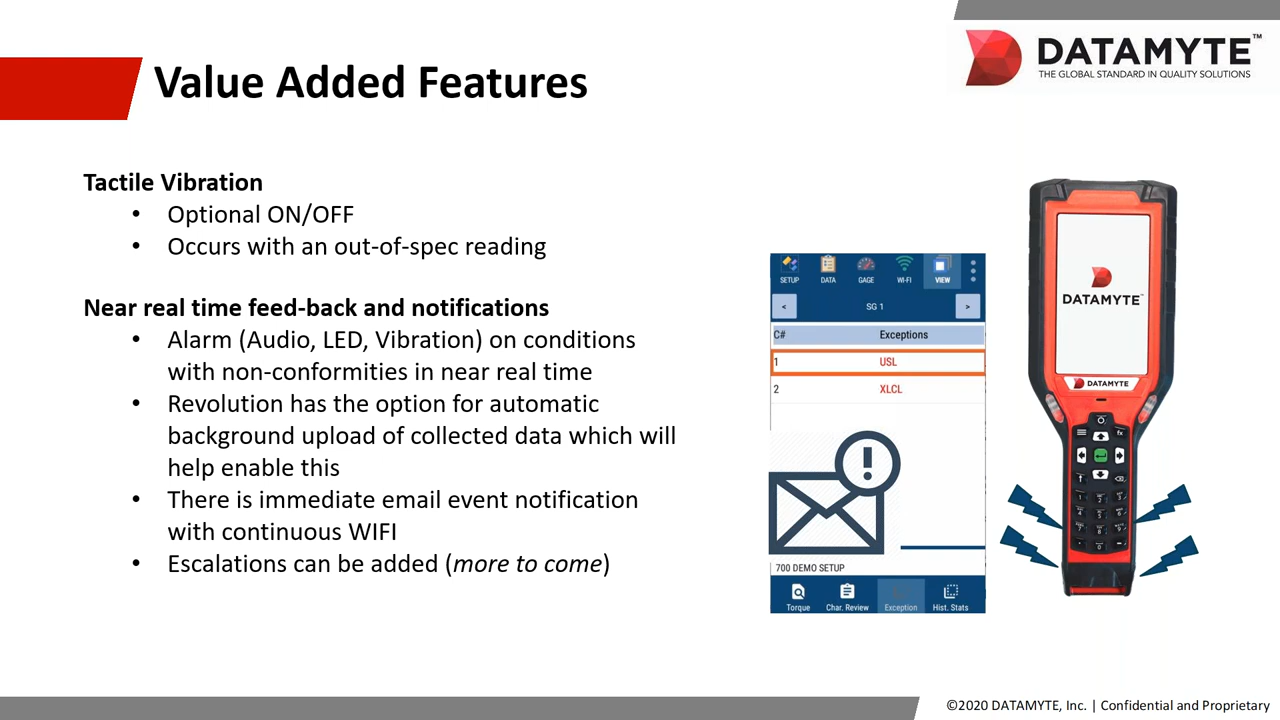 DATAMYTE™
THE GLOBAL STANDARD IN QUALITY SOLUTIONS
Value Added Features
Tactile Vibration
• Optional ON/OFF
• Occurs with an out-of-spec reading
Near real time feed-back and notifications
• Alarm (Audio, LED, Vibration) on conditions
with non-conformities in near real time
• Revolution has the option for automatic
background upload of collected data which will
help enable this
• There is immediate email event notification
with continuous WIFI
• Escalations can be added (more to come)
SETUP DATA GAGE WI-FI VIEW
< SG 1 >
C# Exceptions
1 USL
2 XLCL
!
700 DEMO SETUP
Torque Char. Review Exception Hist. Stats
DATAMYTE™
DATAMYTE
©2020 DATAMYTE, Inc. | Confidential and Proprietary